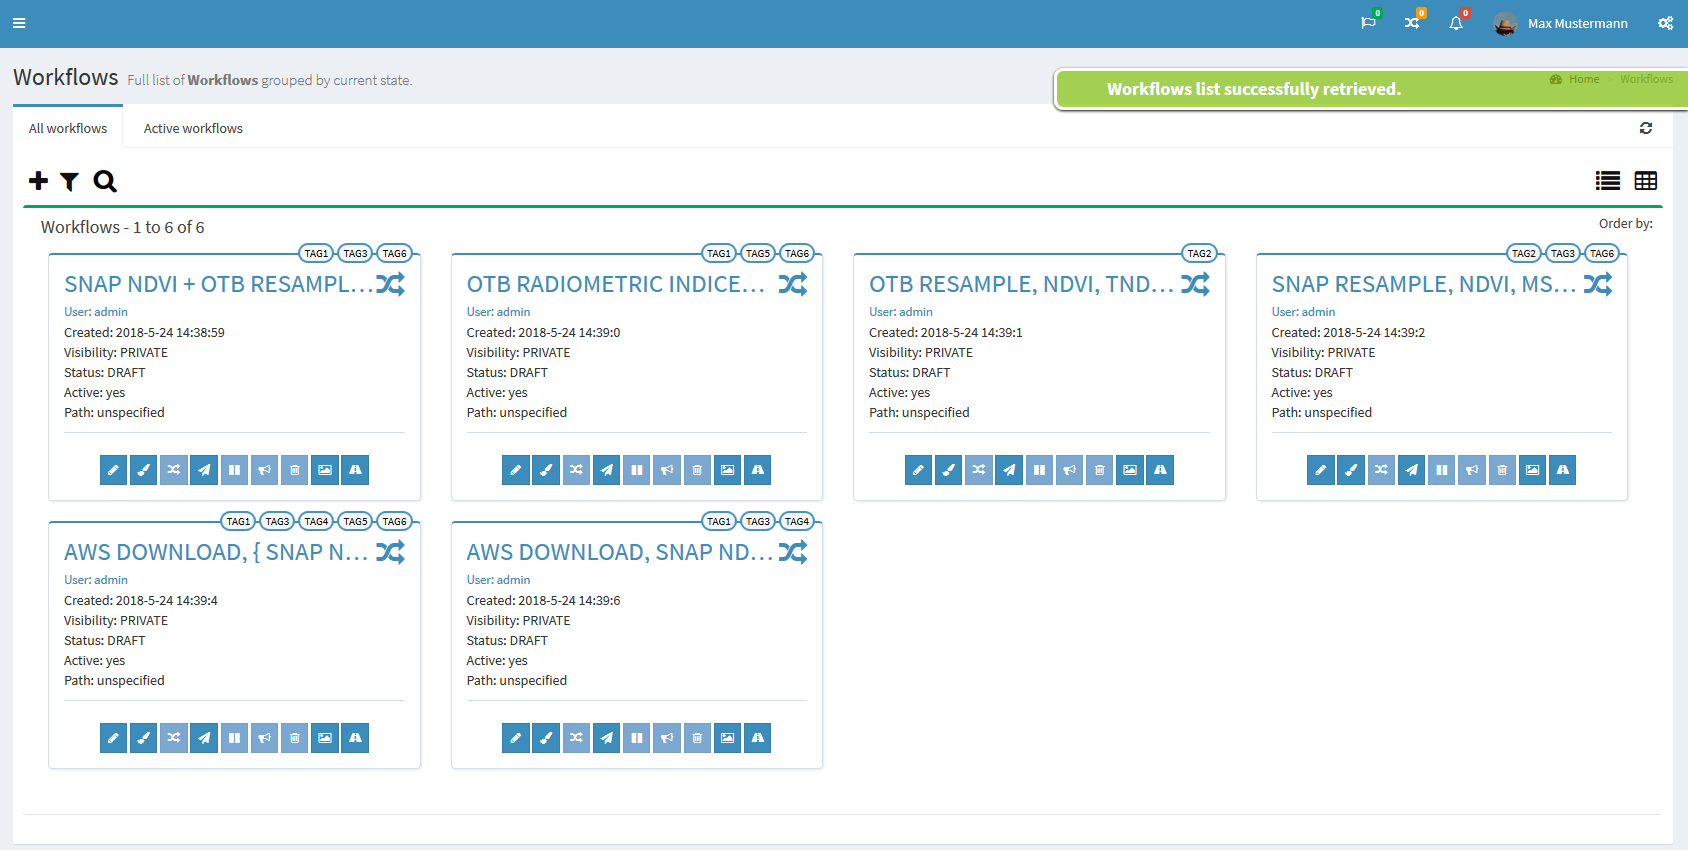 0 0 0
Max Mustermann
Workflows Full list of Workflows grouped by current state.
Home Workflows
Workflows list successfully retrieved.
All workflows Active workflows
Workflows - 1 to 6 of 6
Order by:
TAG1 TAG3 TAG6
SNAP NDVI + OTB RESAMPL...
User: admin
Created: 2018-5-24 14:38:59
Visibility: PRIVATE
Status: DRAFT
Active: yes
Path: unspecified
TAG1 TAG5 TAG6
OTB RADIOMETRIC INDICE...
User: admin
Created: 2018-5-24 14:39:0
Visibility: PRIVATE
Status: DRAFT
Active: yes
Path: unspecified
TAG2
OTB RESAMPLE, NDVI, TND...
User: admin
Created: 2018-5-24 14:39:1
Visibility: PRIVATE
Status: DRAFT
Active: yes
Path: unspecified
TAG2 TAG3 TAG6
SNAP RESAMPLE, NDVI, MS...
User: admin
Created: 2018-5-24 14:39:2
Visibility: PRIVATE
Status: DRAFT
Active: yes
Path: unspecified
TAG1 TAG3 TAG4 TAG5 TAG6
AWS DOWNLOAD, { SNAP N...
User: admin
Created: 2018-5-24 14:39:4
Visibility: PRIVATE
Status: DRAFT
Active: yes
Path: unspecified
TAG1 TAG3 TAG4
AWS DOWNLOAD, SNAP ND...
User: admin
Created: 2018-5-24 14:39:6
Visibility: PRIVATE
Status: DRAFT
Active: yes
Path: unspecified